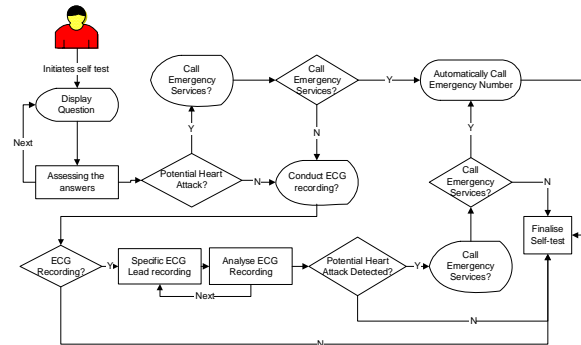 Initiates self test
Display
Question
Next
Assessing the
answers
Potential Heart
Attack?
Y
N
Call
Emergency
Services?
Call
Emergency
Services?
Y
N
Automatically Call
Emergency Number
Conduct ECG
recording?
Y
Call
Emergency
Services?
N
Finalise
Self-test
ECG
Recording?
Y
Specific ECG
Lead recording
Analyse ECG
Recording
Next
Potential Heart
Attack Detected?
Y
Call
Emergency
Services?
N
N